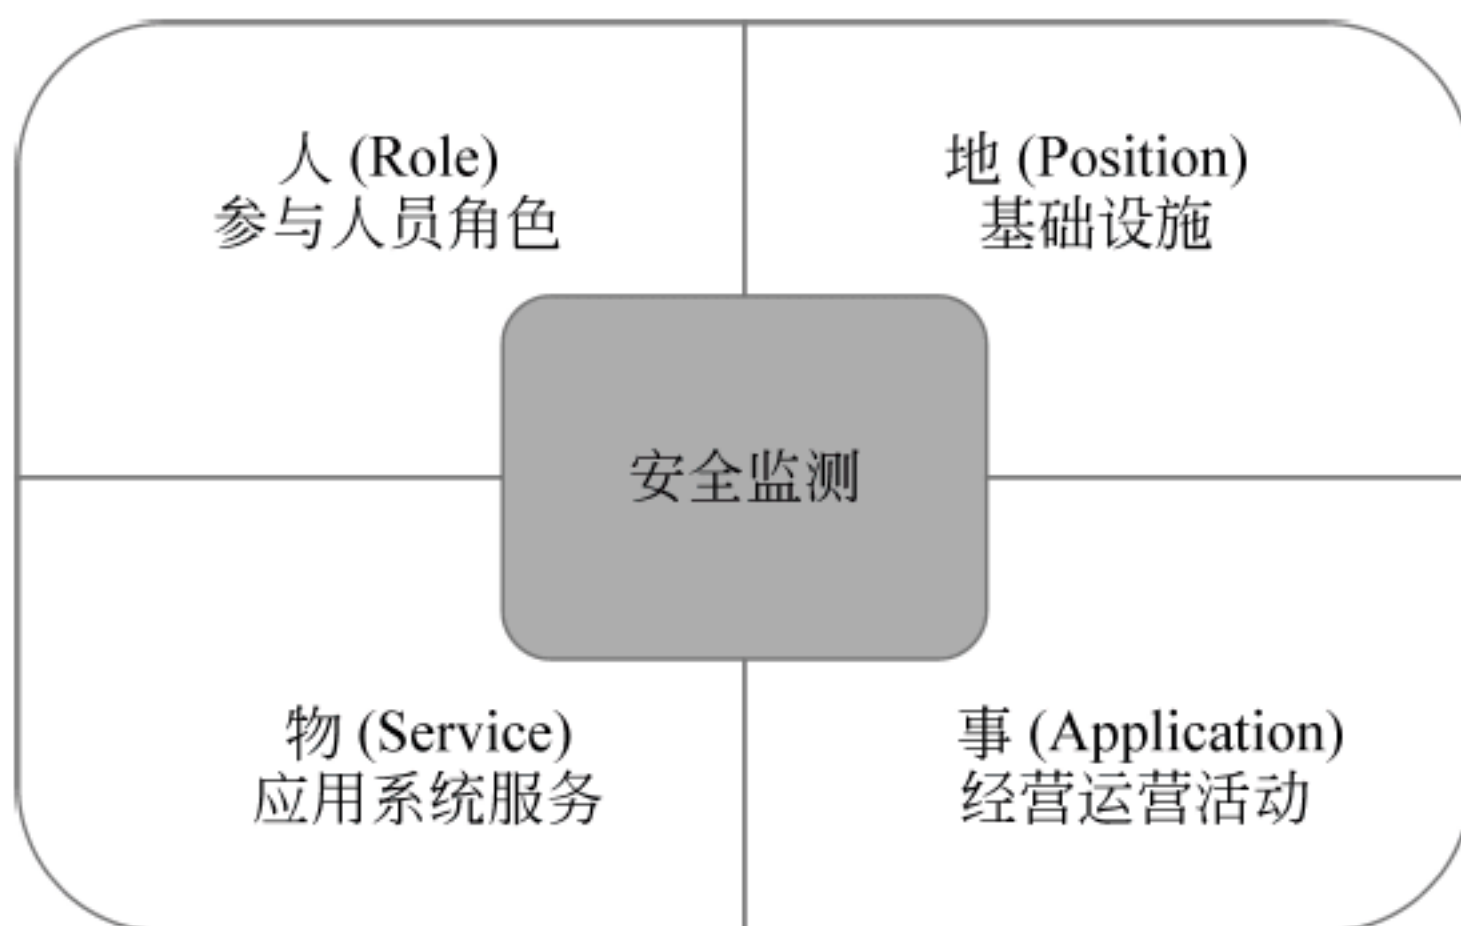 人 (Role)
参与人员角色
地 (Position)
基础设施
安全监测
物 (Service)
应用系统服务
事 (Application)
经营运营活动